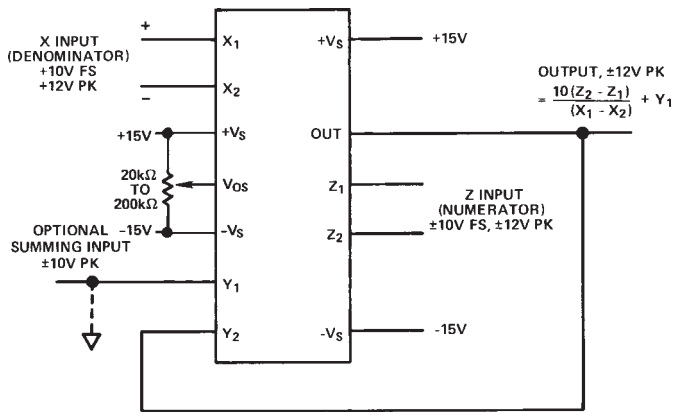 X INPUT
(DENOMINATOR)
+10V FS
+12V PK
+
–
X1
X2
+VS
VOS
-VS
Y1
Y2
+15V
20kΩ
TO
200kΩ
-15V
OPTIONAL
SUMMING INPUT
±10V PK
+VS
OUT
Z1
Z2
-VS
+15V
OUTPUT, ±12V PK
= 10(Z2 - Z1) / (X1 - X2) + Y1
Z INPUT
(NUMERATOR)
±10V FS, ±12V PK
-15V